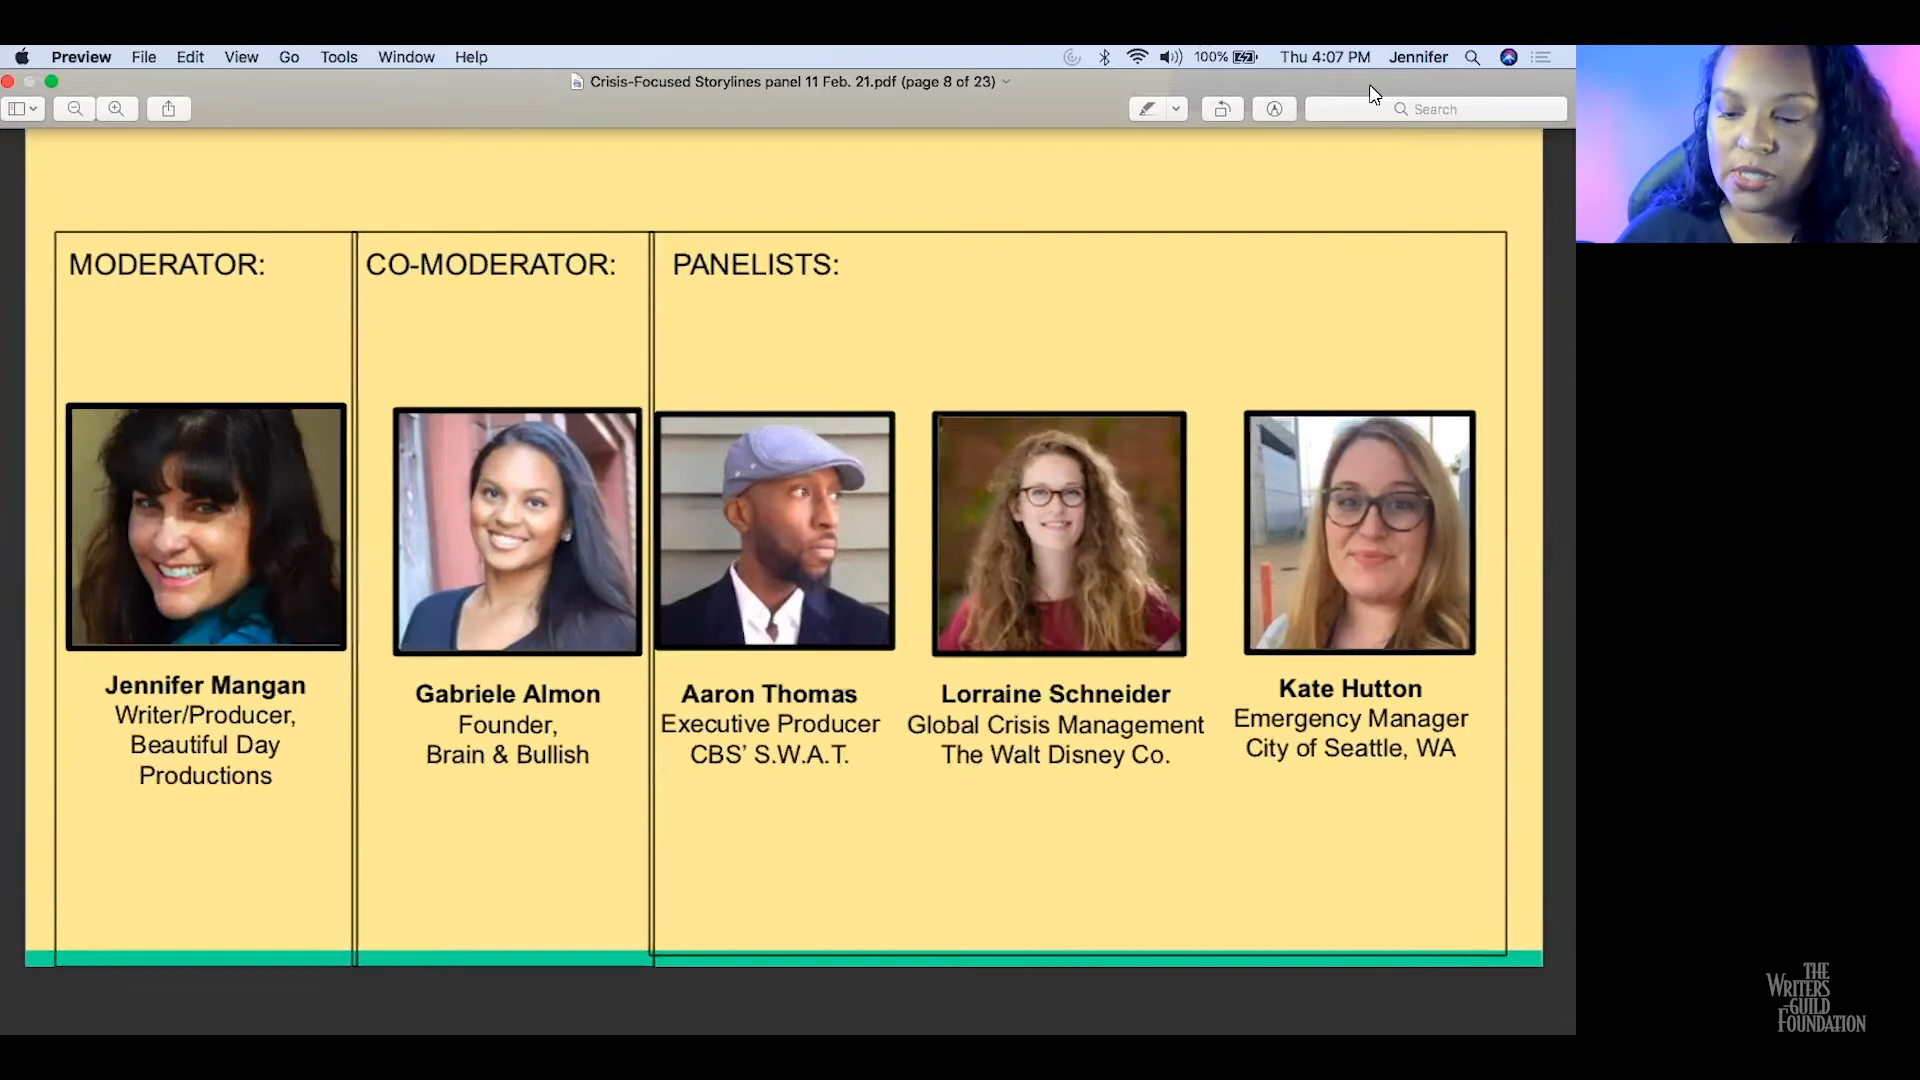 Preview File Edit View Go Tools Window Help
100% Thu 4:07 PM Jennifer
Crisis-Focused Storylines panel 11 Feb. 21.pdf (page 8 of 23)
Search
MODERATOR:
CO-MODERATOR:
PANELISTS:
Jennifer Mangan
Writer/Producer,
Beautiful Day
Productions
Gabriele Almon
Founder,
Brain & Bullish
Aaron Thomas
Executive Producer
CBS’ S.W.A.T.
Lorraine Schneider
Global Crisis Management
The Walt Disney Co.
Kate Hutton
Emergency Manager
City of Seattle, WA
THE
WRITERS
GUILD
FOUNDATION